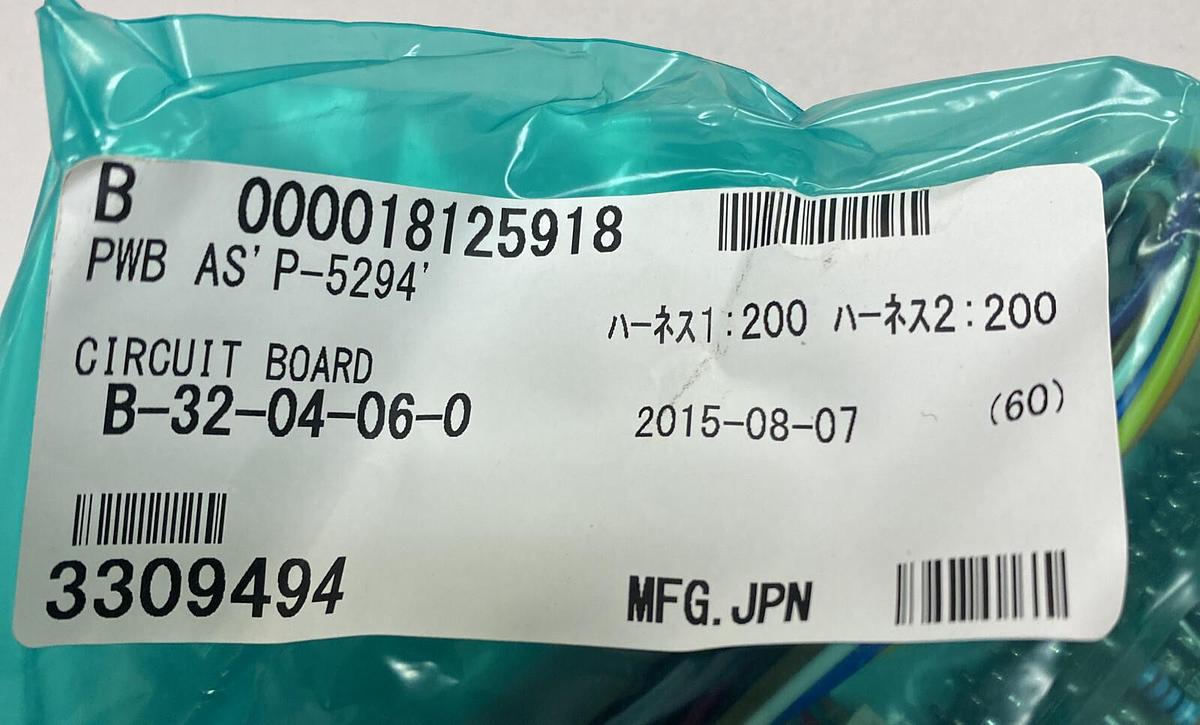 B 000018125918
PWB AS' P-5294'
ハーネス1:200 ハーネス2:200
CIRCUIT BOARD
B-32-04-06-0
2015-08-07 (60)
3309494
MFG.JPN